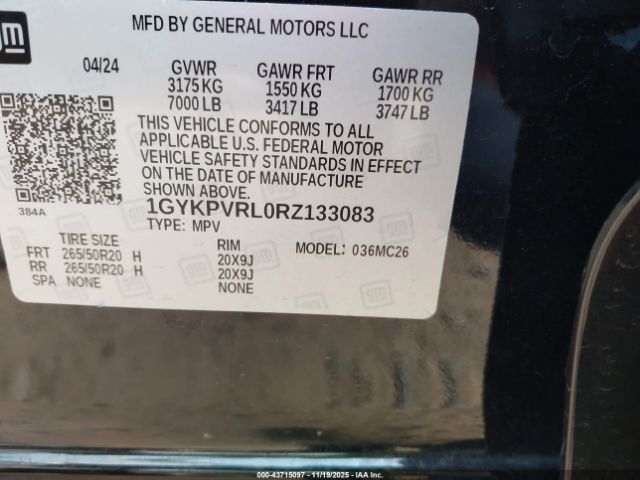 gm
MFD BY GENERAL MOTORS LLC
04/24 GVWR GAWR FRT GAWR RR
3175 KG 1550 KG 1700 KG
7000 LB 3417 LB 3747 LB
THIS VEHICLE CONFORMS TO ALL
APPLICABLE U.S. FEDERAL MOTOR
VEHICLE SAFETY STANDARDS IN EFFECT
ON THE DATE OF MANUFACTURE
SHOWN ABOVE.
384A
1GYKPVRL0RZ133083
TYPE: MPV
TIRE SIZE RIM MODEL: 036MC26
FRT 265/50R20 H 20X9J
RR 265/50R20 H 20X9J
SPA NONE NONE
00-43715097 - 11/19/2025 - IAA Inc.